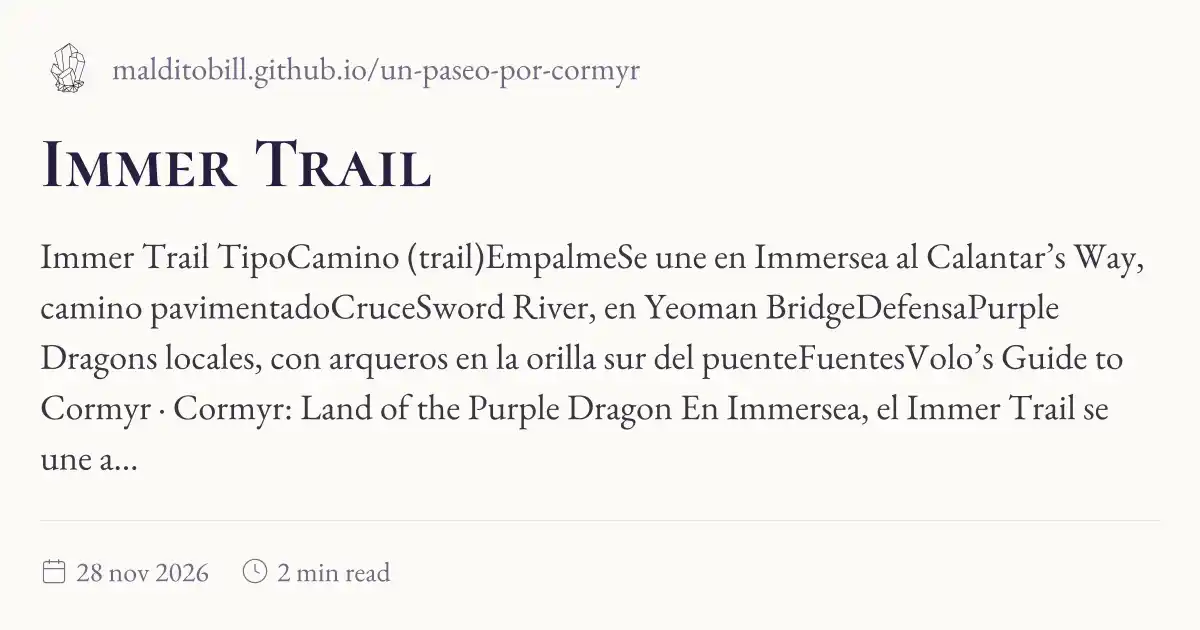 malditobill.github.io/un-paseo-por-cormyr
Immer Trail
Immer Trail TipoCamino (trail)EmpalmeSe une en Immersea al Calantar’s Way,
camino pavimentadoCruceSword River, en Yeoman BridgeDefensaPurple
Dragons locales, con arqueros en la orilla sur del puenteFuentesVolo’s Guide to
Cormyr · Cormyr: Land of the Purple Dragon En Immersea, el Immer Trail se
une a...
28 nov 2026 2 min read